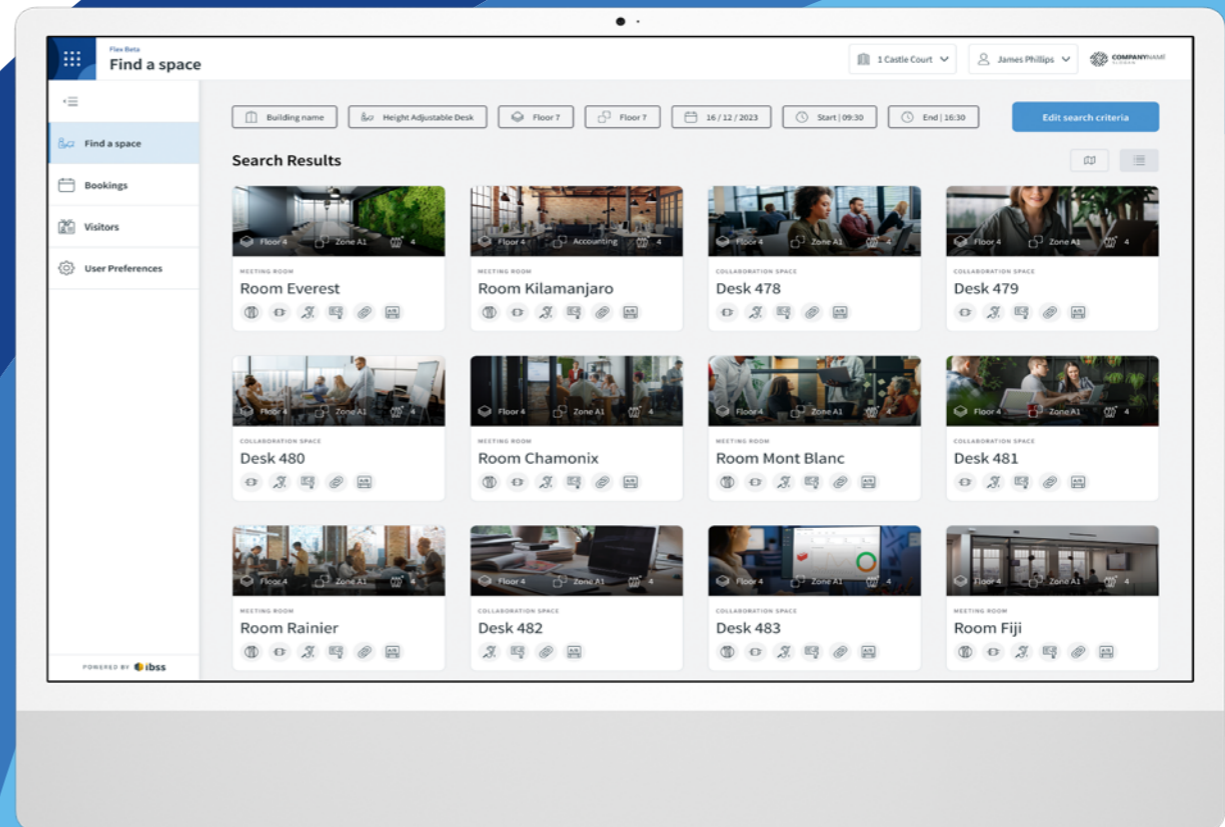 Flex Beta
Find a space
1 Castle Court
James Phillips
COMPANYNAME
SLOGAN
Find a space
Bookings
Visitors
User Preferences
POWERED BY ibss
Building name
Height Adjustable Desk
Floor 7
Floor 7
16 / 12 / 2023
Start | 09:30
End | 16:30
Edit search criteria
Search Results
Floor 4 Zone A1 4
MEETING ROOM
Room Everest
Floor 4 Accounting 4
MEETING ROOM
Room Kilamanjaro
Floor 4 Zone A1 4
COLLABORATION SPACE
Desk 478
Floor 4 Zone A1 4
COLLABORATION SPACE
Desk 479
Floor 4 Zone A1 4
COLLABORATION SPACE
Desk 480
Floor 4 Zone A1 4
MEETING ROOM
Room Chamonix
Floor 4 Zone A1 4
MEETING ROOM
Room Mont Blanc
Floor 4 Zone A1 4
COLLABORATION SPACE
Desk 481
Floor 4 Zone A1 4
MEETING ROOM
Room Rainier
Floor 4 Zone A1 4
COLLABORATION SPACE
Desk 482
Floor 4 Zone A1 4
COLLABORATION SPACE
Desk 483
Floor 4 Zone A1 4
MEETING ROOM
Room Fiji